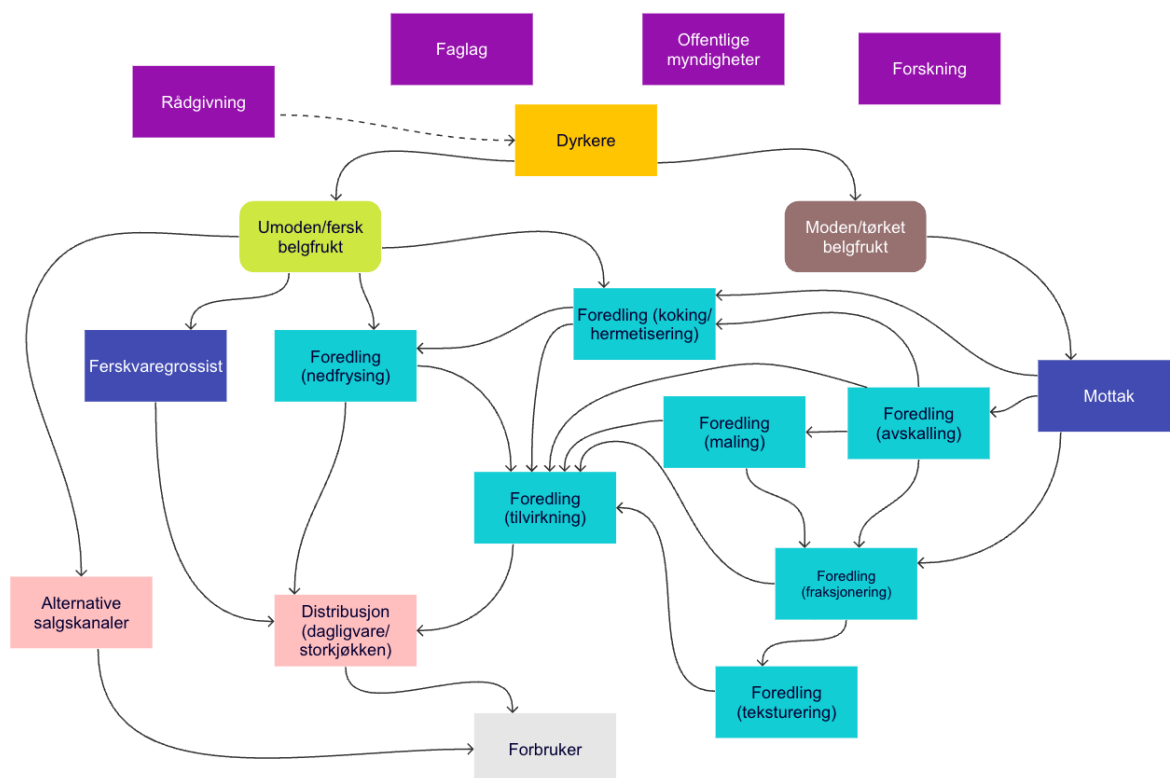 Faglag
Offentlige
myndigheter
Forskning
Rådgivning
Dyrkere
Umoden/fersk
belgfrukt
Moden/tørket
belgfrukt
Foredling (koking/
hermetisering)
Ferskvaregrossist
Foredling
(nedfrysing)
Mottak
Foredling
(maling)
Foredling
(avskalling)
Foredling
(tilvirkning)
Foredling
(fraksjonering)
Alternative
salgskanaler
Distribusjon
(dagligvare/
storkjøkken)
Foredling
(teksturering)
Forbruker